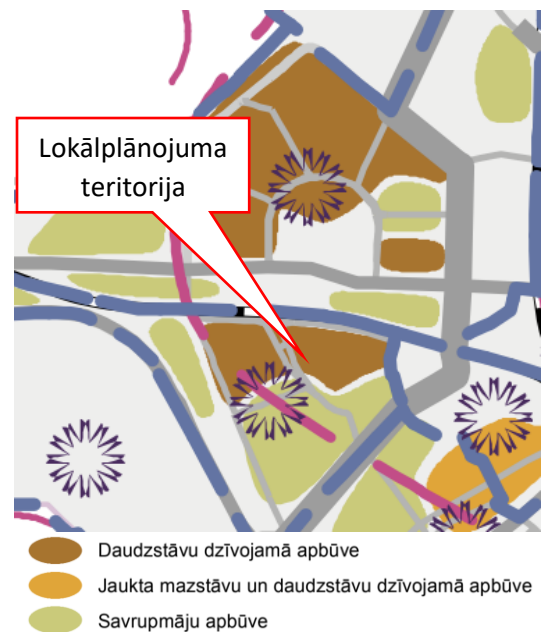 Lokālplānojuma
teritorija
Daudzstāvu dzīvojamā apbūve
Jaukta mazstāvu un daudzstāvu dzīvojamā apbūve
Savrupmāju apbūve